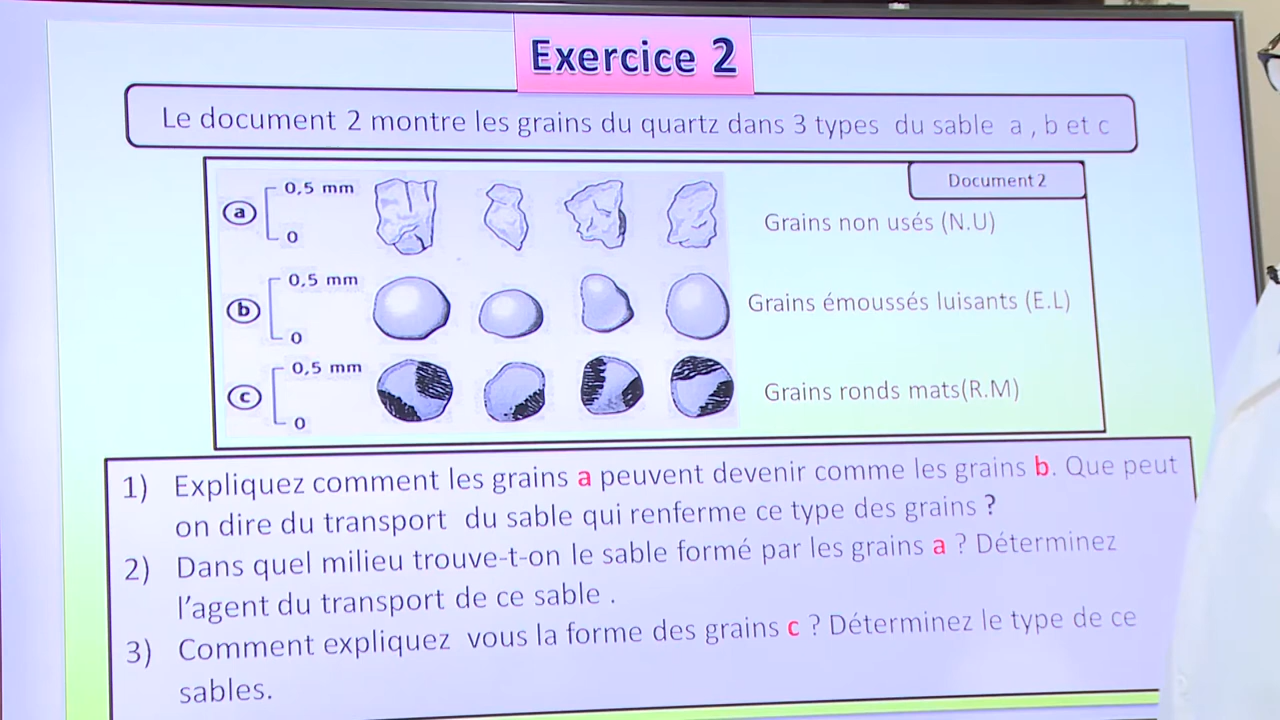 Exercice 2
Le document 2 montre les grains du quartz dans 3 types du sable a , b et c
Document 2
a 0,5 mm
0
Grains non usés (N.U)
b 0,5 mm
0
Grains émoussés luisants (E.L)
c 0,5 mm
0
Grains ronds mats(R.M)
1) Expliquez comment les grains a peuvent devenir comme les grains b. Que peut
on dire du transport du sable qui renferme ce type des grains ?
2) Dans quel milieu trouve-t-on le sable formé par les grains a ? Déterminez
l'agent du transport de ce sable .
3) Comment expliquez vous la forme des grains c ? Déterminez le type de ce
sables.